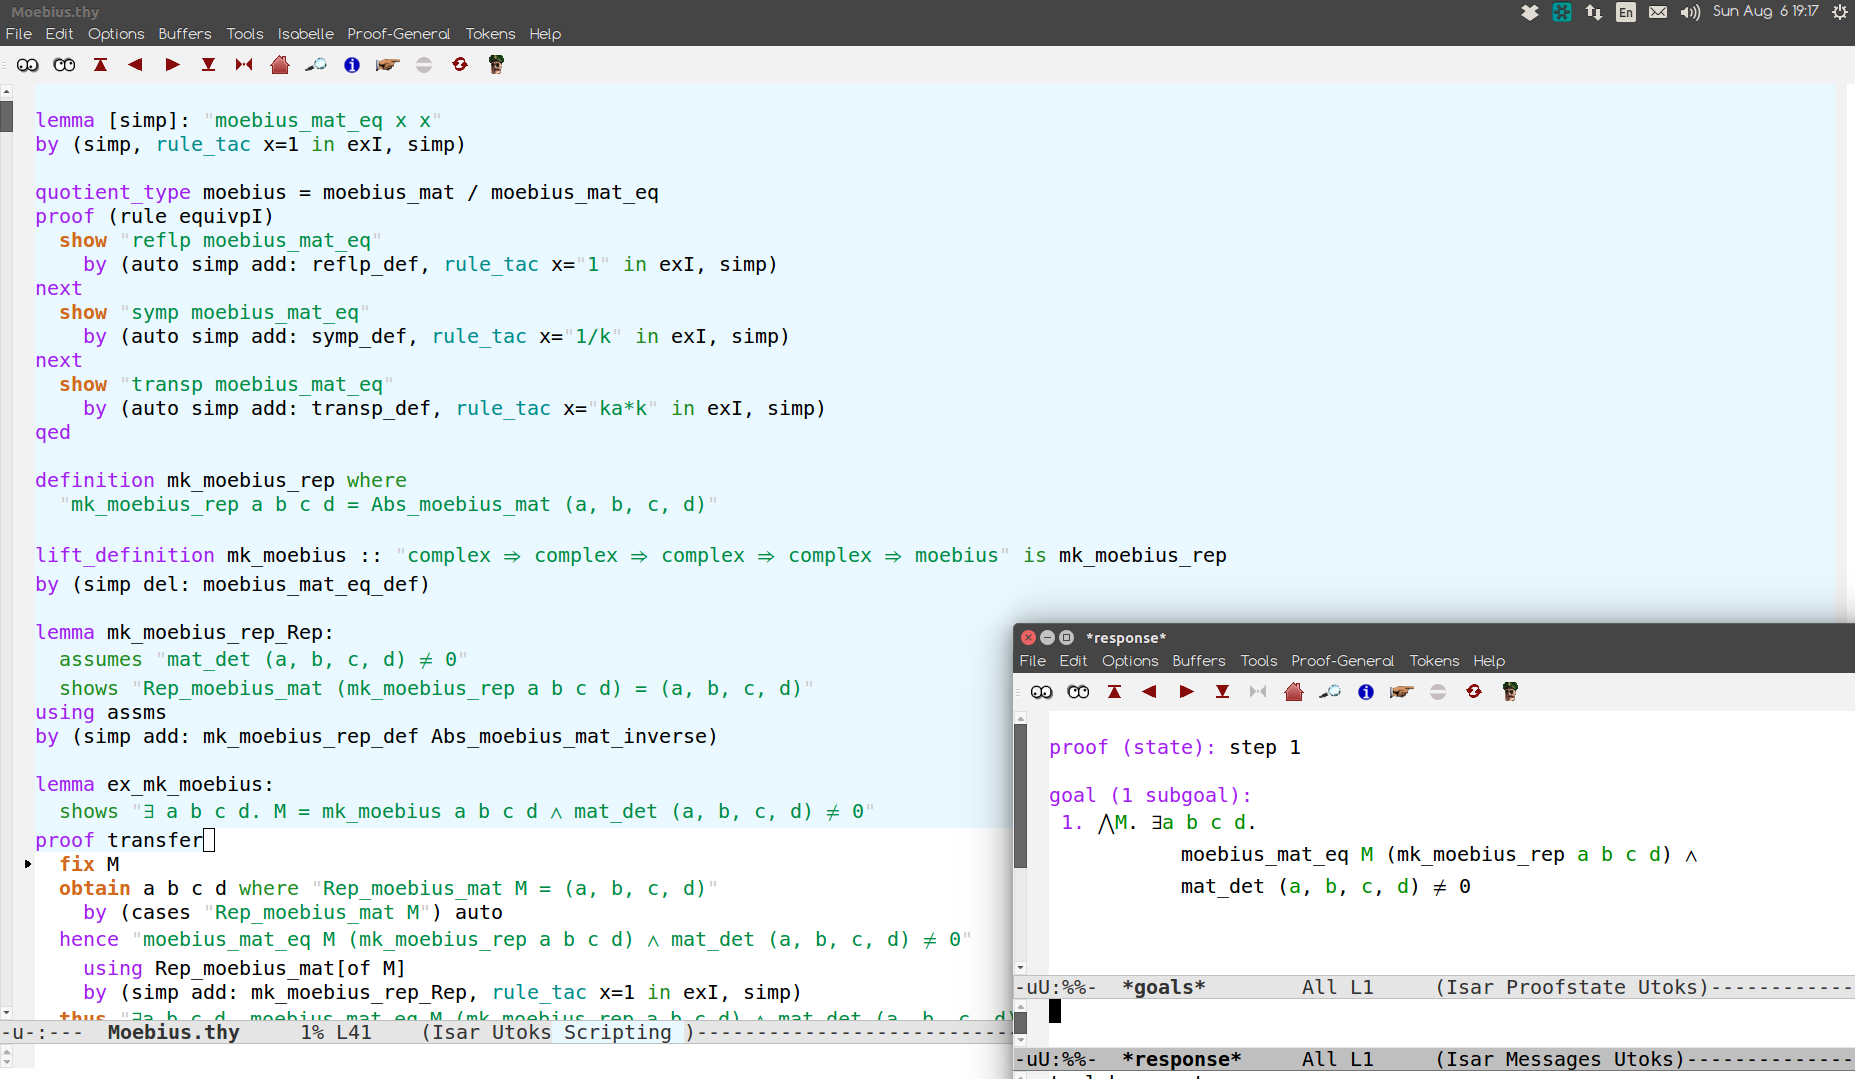 Moebius.thy
En Sun Aug 6 19:17
File Edit Options Buffers Tools Isabelle Proof-General Tokens Help
lemma [simp]: "moebius_mat_eq x x"
by (simp, rule_tac x=1 in exI, simp)
quotient_type moebius = moebius_mat / moebius_mat_eq
proof (rule equivpI)
show "reflp moebius_mat_eq"
by (auto simp add: reflp_def, rule_tac x="1" in exI, simp)
next
show "symp moebius_mat_eq"
by (auto simp add: symp_def, rule_tac x="1/k" in exI, simp)
next
show "transp moebius_mat_eq"
by (auto simp add: transp_def, rule_tac x="ka*k" in exI, simp)
qed
definition mk_moebius_rep where
"mk_moebius_rep a b c d = Abs_moebius_mat (a, b, c, d)"
lift_definition mk_moebius :: "complex ⇒ complex ⇒ complex ⇒ complex ⇒ moebius" is mk_moebius_rep
by (simp del: moebius_mat_eq_def)
lemma mk_moebius_rep_Rep:
assumes "mat_det (a, b, c, d) ≠ 0"
shows "Rep_moebius_mat (mk_moebius_rep a b c d) = (a, b, c, d)"
using assms
by (simp add: mk_moebius_rep_def Abs_moebius_mat_inverse)
lemma ex_mk_moebius:
shows "∃ a b c d. M = mk_moebius a b c d ∧ mat_det (a, b, c, d) ≠ 0"
proof transfer
fix M
obtain a b c d where "Rep_moebius_mat M = (a, b, c, d)"
by (cases "Rep_moebius_mat M") auto
hence "moebius_mat_eq M (mk_moebius_rep a b c d) ∧ mat_det (a, b, c, d) ≠ 0"
using Rep_moebius_mat[of M]
by (simp add: mk_moebius_rep_Rep, rule_tac x=1 in exI, simp)
thus "∃a b c d. moebius_mat_eq M (mk_moebius_rep a b c d) ∧ mat_det (a, b, c, d)
-u-:--- Moebius.thy 1% L41 (Isar Utoks Scripting )---------------------------
*response*
File Edit Options Buffers Tools Proof-General Tokens Help
proof (state): step 1
goal (1 subgoal):
1. ⋀M. ∃a b c d.
moebius_mat_eq M (mk_moebius_rep a b c d) ∧
mat_det (a, b, c, d) ≠ 0
-uU:%%- *goals* All L1 (Isar Proofstate Utoks)------------
-uU:%%- *response* All L1 (Isar Messages Utoks)--------------